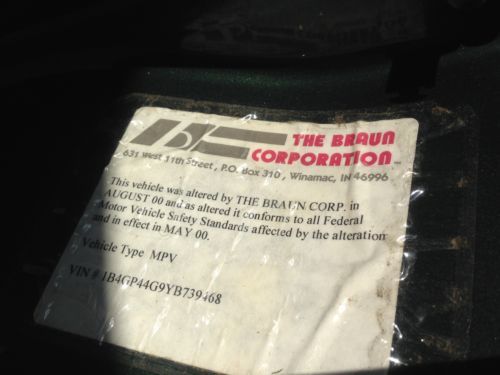 THE BRAUN
CORPORATION
631 West 11th Street, P.O. Box 310, Winamac, IN 46996
This vehicle was altered by THE BRAUN CORP. in
AUGUST 00 and as altered it conforms to all Federal
Motor Vehicle Safety Standards affected by the alteration
and in effect in MAY 00.
Vehicle Type MPV
VIN # 1B4GP44G9YB739468